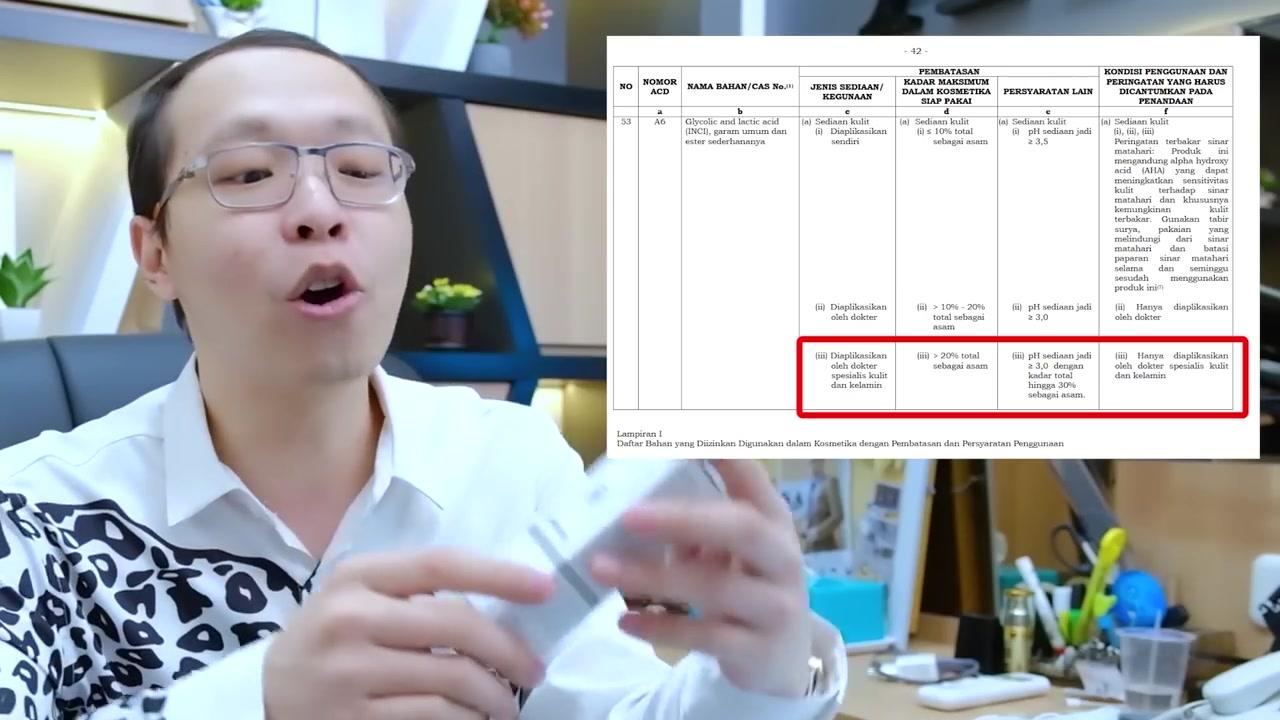 - 42 -
NO
NOMOR
ACD
NAMA BAHAN/CAS No.(1)
PEMBATASAN
JENIS SEDIAAN/
KEGUNAAN
KADAR MAKSIMUM
DALAM KOSMETIKA
SIAP PAKAI
PERSYARATAN LAIN
KONDISI PENGGUNAAN DAN
PERINGATAN YANG HARUS
DICANTUMKAN PADA
PENANDAAN
a
b
c
d
e
f
53
A6
Glycolic and lactic acid
(INCI), garam umum dan
ester sederhananya
(a) Sediaan kulit
(i) Diaplikasikan
sendiri
(a) Sediaan kulit
(i) ≤ 10% total
sebagai asam
(a) Sediaan kulit
(i) pH sediaan jadi
≥ 3,5
(a) Sediaan kulit
(i), (ii), (iii)
Peringatan terbakar sinar
matahari: Produk ini
mengandung alpha hydroxy
acid (AHA) yang dapat
meningkatkan sensitivitas
kulit terhadap sinar
matahari dan khususnya
kemungkinan kulit
terbakar. Gunakan tabir
surya, pakaian yang
melindungi dari sinar
matahari dan batasi
paparan sinar matahari
selama dan seminggu
sesudah menggunakan
produk ini(7)
(ii) Diaplikasikan
oleh dokter
(ii) > 10% - 20%
total sebagai
asam
(ii) pH sediaan jadi
≥ 3,0
(ii) Hanya diaplikasikan
oleh dokter
(iii) Diaplikasikan
oleh dokter
spesialis kulit
dan kelamin
(iii) > 20% total
sebagai asam
(iii) pH sediaan jadi
≥ 3,0 dengan
kadar total
hingga 30%
sebagai asam.
(iii) Hanya diaplikasikan
oleh dokter spesialis kulit
dan kelamin
Lampiran I
Daftar Bahan yang Diizinkan Digunakan dalam Kosmetika dengan Pembatasan dan Persyaratan Penggunaan